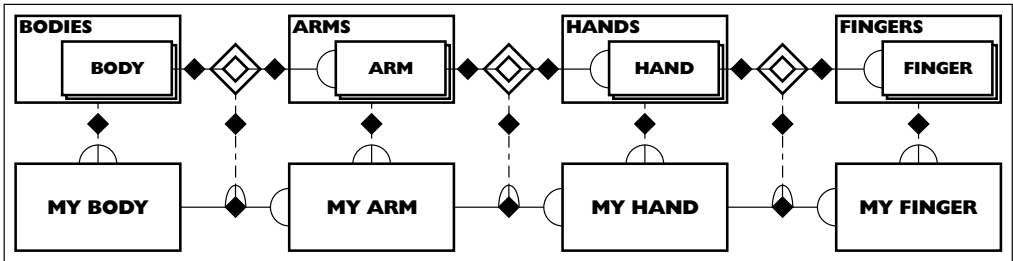 BODIES
ARMS
HANDS
FINGERS
BODY
ARM
HAND
FINGER
MY BODY
MY ARM
MY HAND
MY FINGER